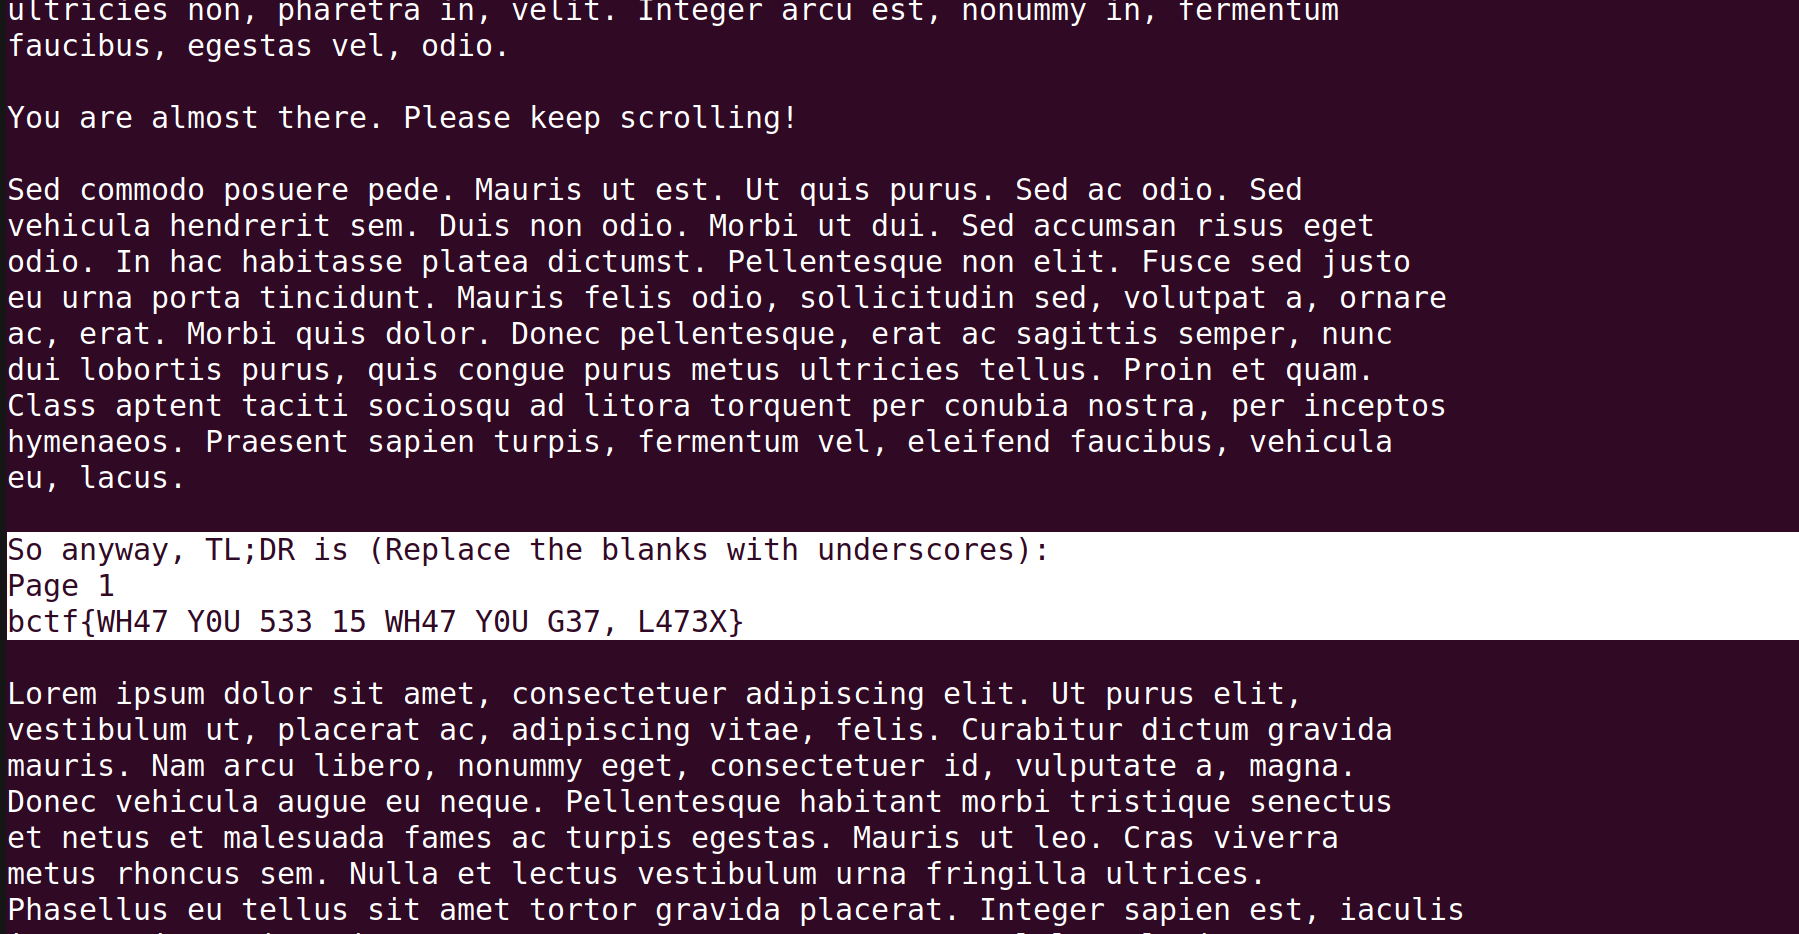 ultricies non, pharetra in, velit. Integer arcu est, nonummy in, fermentum
faucibus, egestas vel, odio.
You are almost there. Please keep scrolling!
Sed commodo posuere pede. Mauris ut est. Ut quis purus. Sed ac odio. Sed
vehicula hendrerit sem. Duis non odio. Morbi ut dui. Sed accumsan risus eget
odio. In hac habitasse platea dictumst. Pellentesque non elit. Fusce sed justo
eu urna porta tincidunt. Mauris felis odio, sollicitudin sed, volutpat a, ornare
ac, erat. Morbi quis dolor. Donec pellentesque, erat ac sagittis semper, nunc
dui lobortis purus, quis congue purus metus ultricies tellus. Proin et quam.
Class aptent taciti sociosqu ad litora torquent per conubia nostra, per inceptos
hymenaeos. Praesent sapien turpis, fermentum vel, eleifend faucibus, vehicula
eu, lacus.
So anyway, TL;DR is (Replace the blanks with underscores):
Page 1
bctf{WH47 Y0U 533 15 WH47 Y0U G37, L473X}
Lorem ipsum dolor sit amet, consectetuer adipiscing elit. Ut purus elit,
vestibulum ut, placerat ac, adipiscing vitae, felis. Curabitur dictum gravida
mauris. Nam arcu libero, nonummy eget, consectetuer id, vulputate a, magna.
Donec vehicula augue eu neque. Pellentesque habitant morbi tristique senectus
et netus et malesuada fames ac turpis egestas. Mauris ut leo. Cras viverra
metus rhoncus sem. Nulla et lectus vestibulum urna fringilla ultrices.
Phasellus eu tellus sit amet tortor gravida placerat. Integer sapien est, iaculis